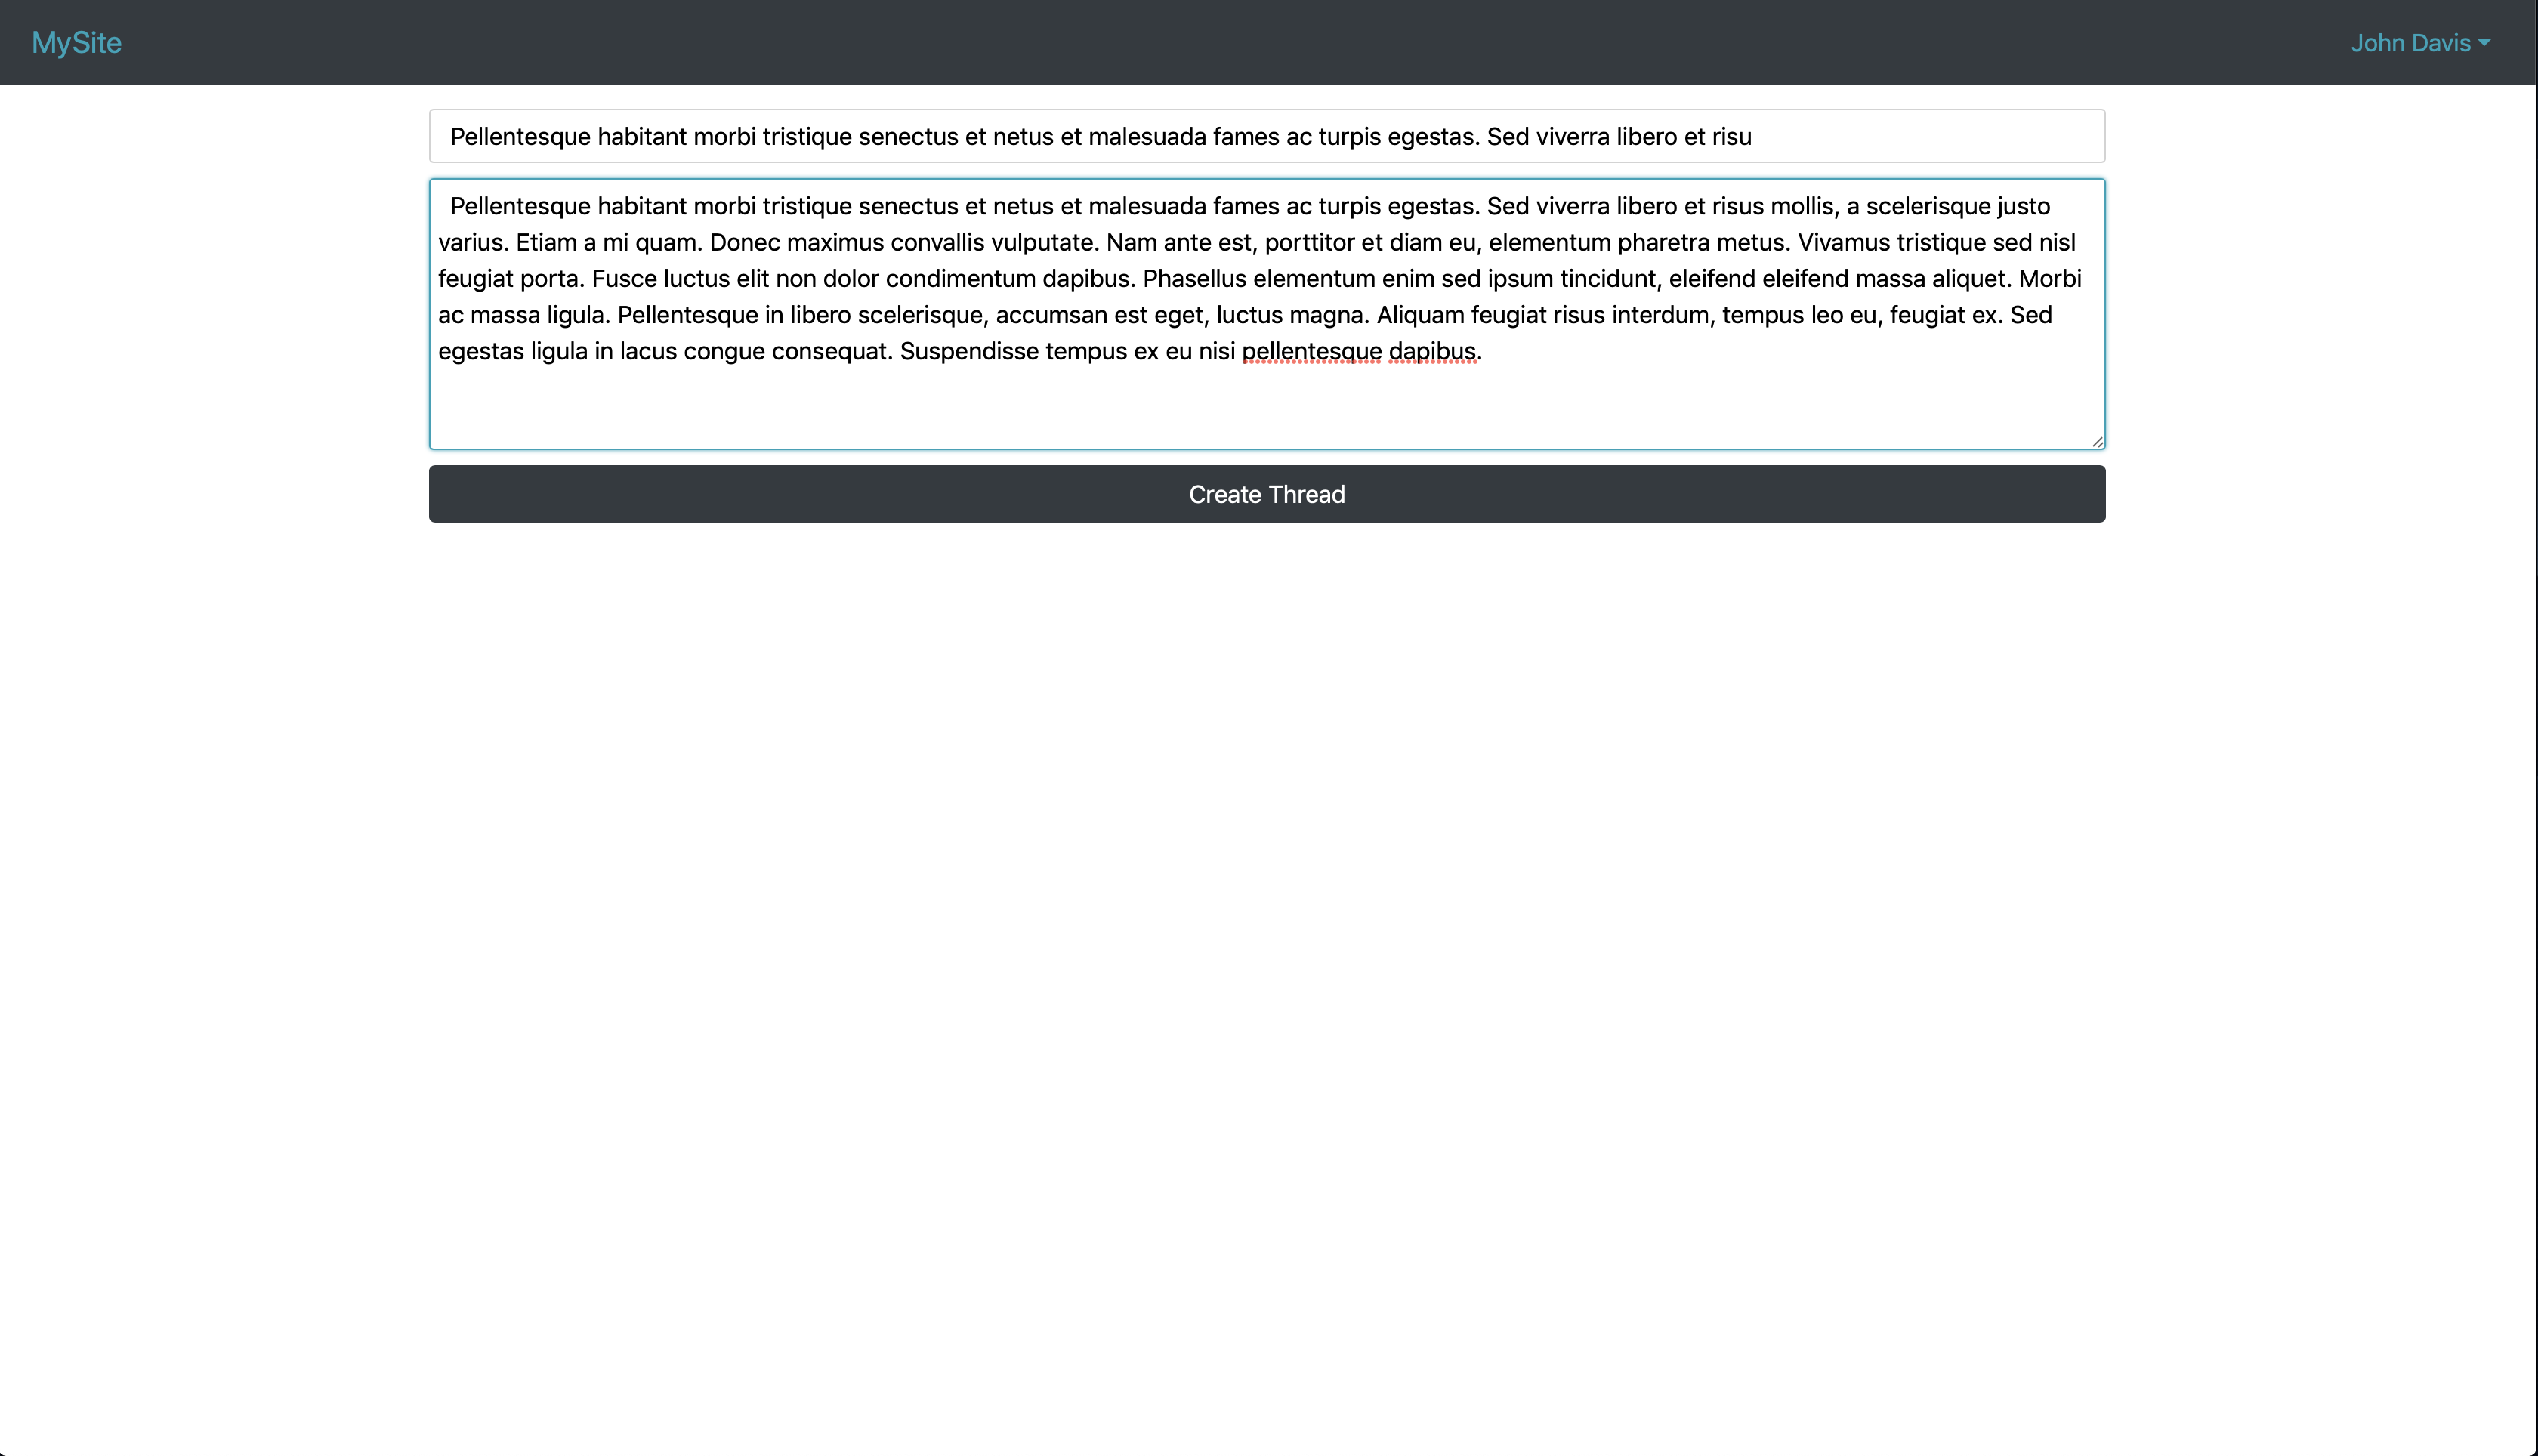 MySite
John Davis
Pellentesque habitant morbi tristique senectus et netus et malesuada fames ac turpis egestas. Sed viverra libero et risu
Pellentesque habitant morbi tristique senectus et netus et malesuada fames ac turpis egestas. Sed viverra libero et risus mollis, a scelerisque justo
varius. Etiam a mi quam. Donec maximus convallis vulputate. Nam ante est, porttitor et diam eu, elementum pharetra metus. Vivamus tristique sed nisl
feugiat porta. Fusce luctus elit non dolor condimentum dapibus. Phasellus elementum enim sed ipsum tincidunt, eleifend eleifend massa aliquet. Morbi
ac massa ligula. Pellentesque in libero scelerisque, accumsan est eget, luctus magna. Aliquam feugiat risus interdum, tempus leo eu, feugiat ex. Sed
egestas ligula in lacus congue consequat. Suspendisse tempus ex eu nisi pellentesque dapibus.
Create Thread